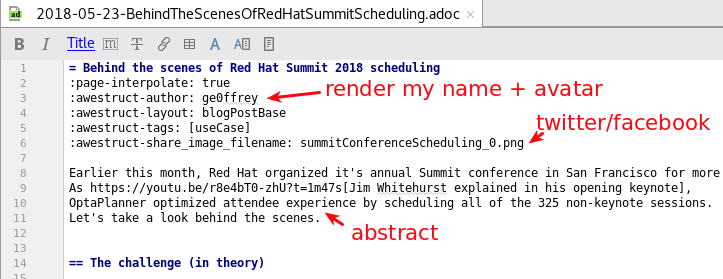 2018-05-23-BehindTheScenesOfRedHatSummitScheduling.adoc
B I Title m T A A
1 = Behind the scenes of Red Hat Summit 2018 scheduling
2 :page-interpolate: true
3 :awestruct-author: ge0ffrey
render my name + avatar
4 :awestruct-layout: blogPostBase
5 :awestruct-tags: [useCase]
twitter/facebook
6 :awestruct-share_image_filename: summitConferenceScheduling_0.png
7
8 Earlier this month, Red Hat organized it's annual Summit conference in San Francisco for more
9 As https://youtu.be/r8e4bT0-zhU?t=1m47s[Jim Whitehurst explained in his opening keynote],
10 OptaPlanner optimized attendee experience by scheduling all of the 325 non-keynote sessions.
11 Let's take a look behind the scenes.
abstract
12
13
14 == The challenge (in theory)
15